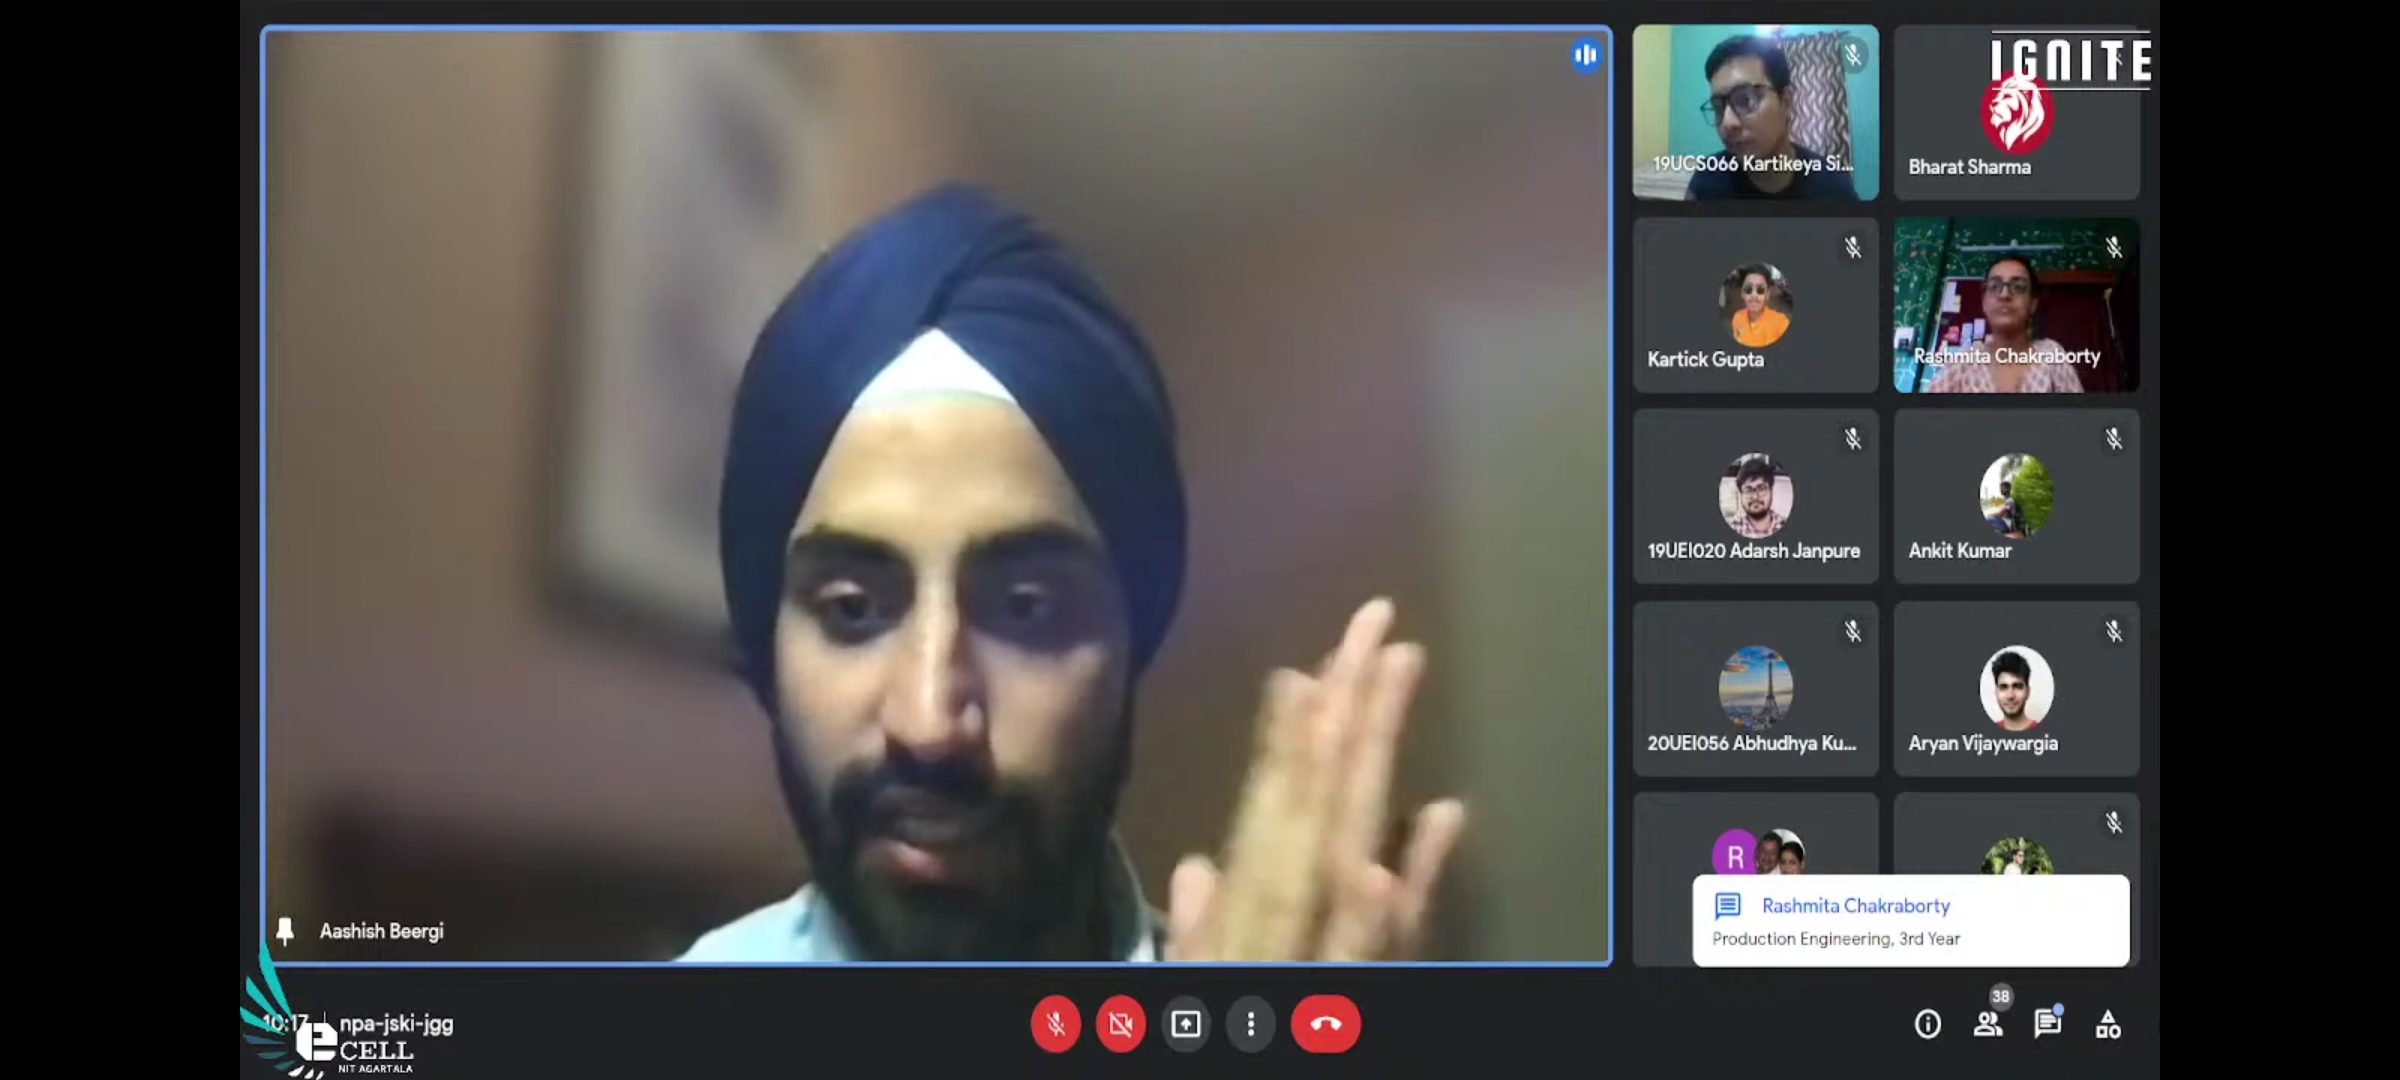 IGNITE
19UCS066 Kartikeya Si...
Bharat Sharma
Kartick Gupta
Rashmita Chakraborty
19UEI020 Adarsh Janpure
Ankit Kumar
20UEI056 Abhudhya Ku...
Aryan Vijaywargia
R
Rashmita Chakraborty
Production Engineering, 3rd Year
Aashish Beergi
10:17 | npa-jski-jgg
38
e CELL
NIT AGARTALA